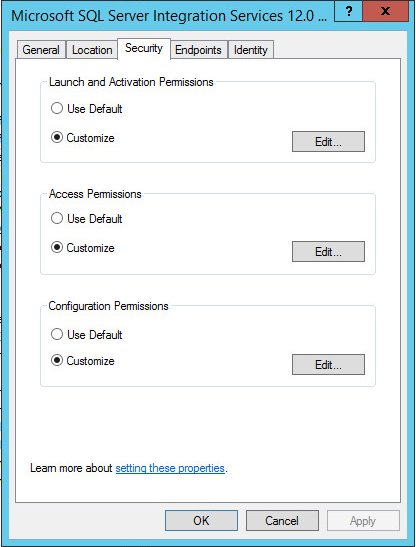 Microsoft SQL Server Integration Services 12.0 ... ? x
General Location Security Endpoints Identity
Launch and Activation Permissions
Use Default
Customize Edit...
Access Permissions
Use Default
Customize Edit...
Configuration Permissions
Use Default
Customize Edit...
Learn more about setting these properties.
OK Cancel Apply